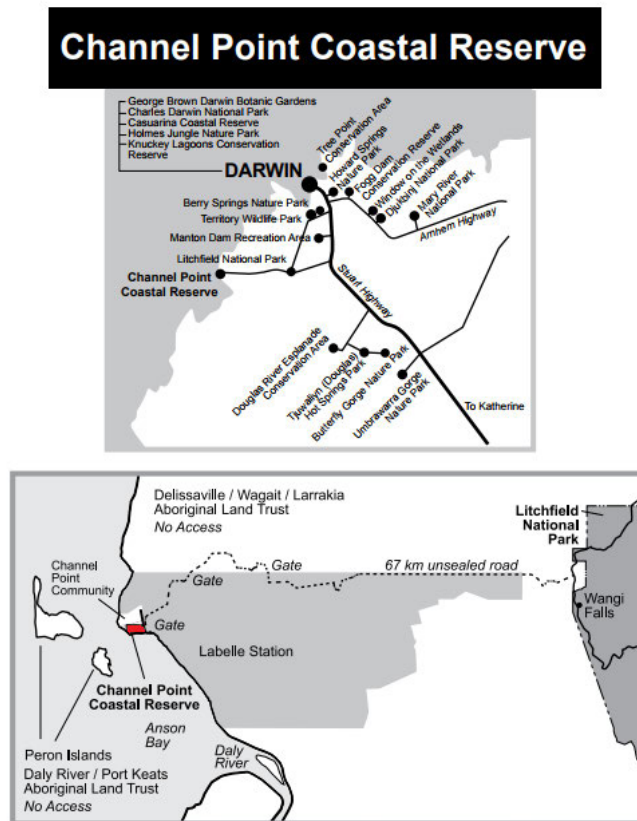 Channel Point Coastal Reserve
George Brown Darwin Botanic Gardens
Charles Darwin National Park
Casuarina Coastal Reserve
Holmes Jungle Nature Park
Knuckey Lagoons Conservation
Reserve
DARWIN
Tree Point
Conservation Area
Howard Springs
Nature Park
Fogg Dam
Conservation Reserve
Window on the Wetlands
Djukbinj National Park
Mary River
National Park
Arnhem Highway
Berry Springs Nature Park
Territory Wildlife Park
Manton Dam Recreation Area
Litchfield National Park
Channel Point
Coastal Reserve
Stuart Highway
Douglas River Esplanade
Conservation Area
Tjuwaliyn (Douglas)
Hot Springs Park
Butterfly Gorge Nature Park
Umbrawarra Gorge
Nature Park
To Katherine
Delissaville / Wagait / Larrakia
Aboriginal Land Trust
No Access
Litchfield
National
Park
Channel
Point
Community
Gate
Gate
67 km unsealed road
Gate
Wangi
Falls
Labelle Station
Channel Point
Coastal Reserve
Anson
Bay
Daly
River
Peron Islands
Daly River / Port Keats
Aboriginal Land Trust
No Access